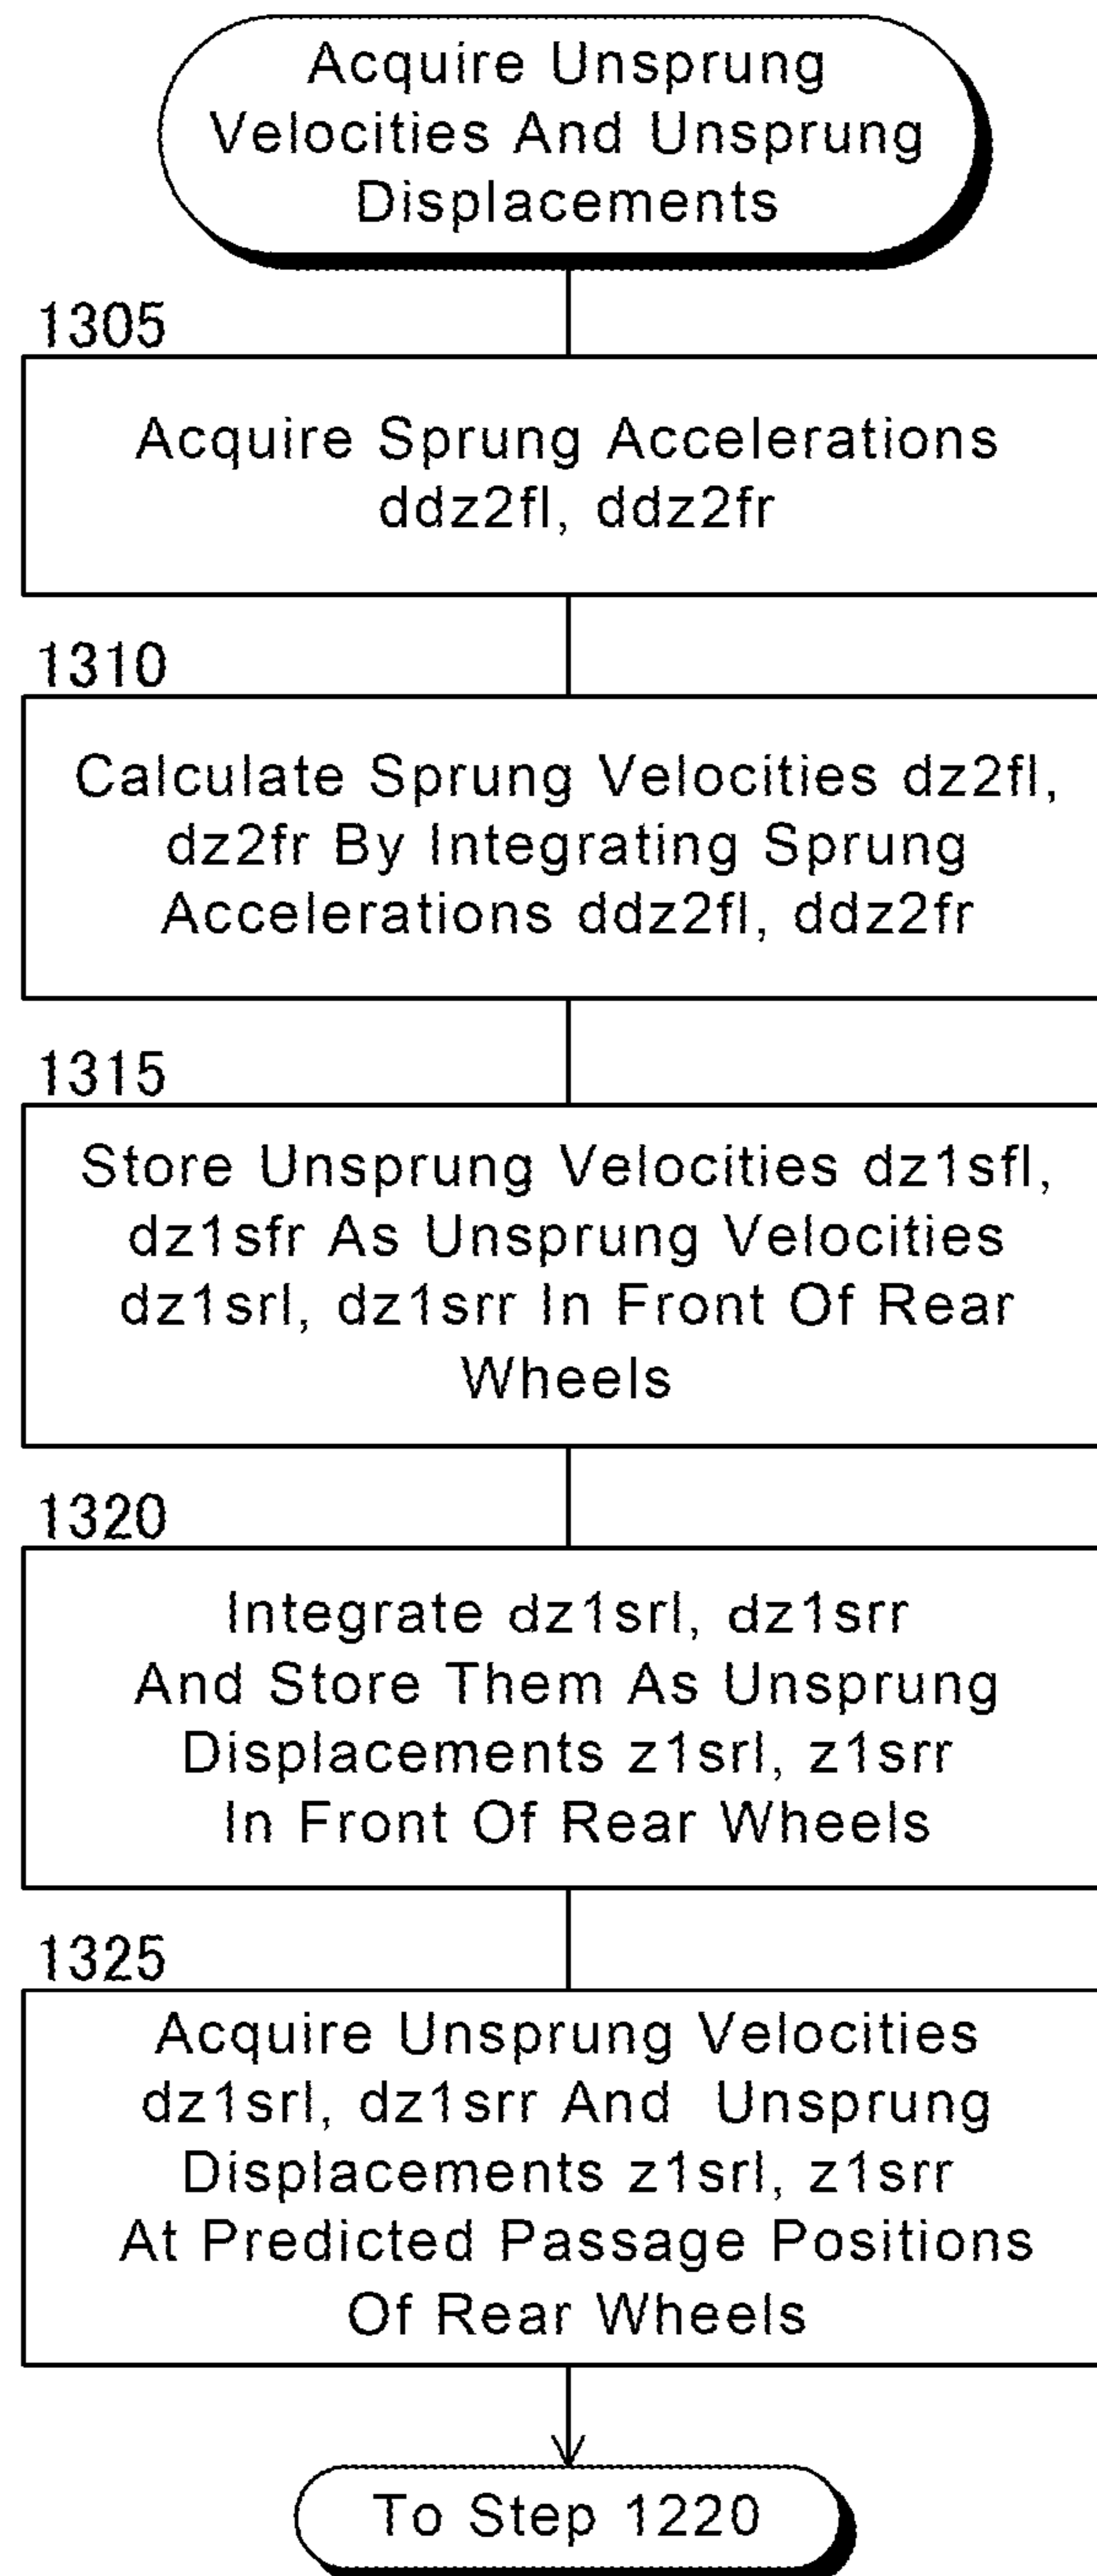 Acquire Unsprung
Velocities And Unsprung
Displacements
1305
Acquire Sprung Accelerations
ddz2fl, ddz2fr
1310
Calculate Sprung Velocities dz2fl,
dz2fr By Integrating Sprung
Accelerations ddz2fl, ddz2fr
1315
Store Unsprung Velocities dz1sfl,
dz1sfr As Unsprung Velocities
dz1srl, dz1srr In Front Of Rear
Wheels
1320
Integrate dz1srl, dz1srr
And Store Them As Unsprung
Displacements z1srl, z1srr
In Front Of Rear Wheels
1325
Acquire Unsprung Velocities
dz1srl, dz1srr And Unsprung
Displacements z1srl, z1srr
At Predicted Passage Positions
Of Rear Wheels
To Step 1220